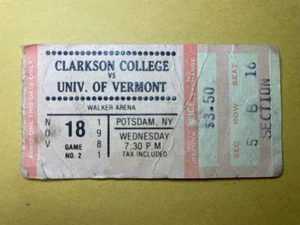 CLARKSON COLLEGE
VS
UNIV. OF VERMONT
WALKER ARENA
NOV
18
1981
GAME
NO. 2
POTSDAM, NY
WEDNESDAY
7:30 P.M.
TAX INCLUDED
$3.50
SEC ROW SEAT
5 B 16
SECTION